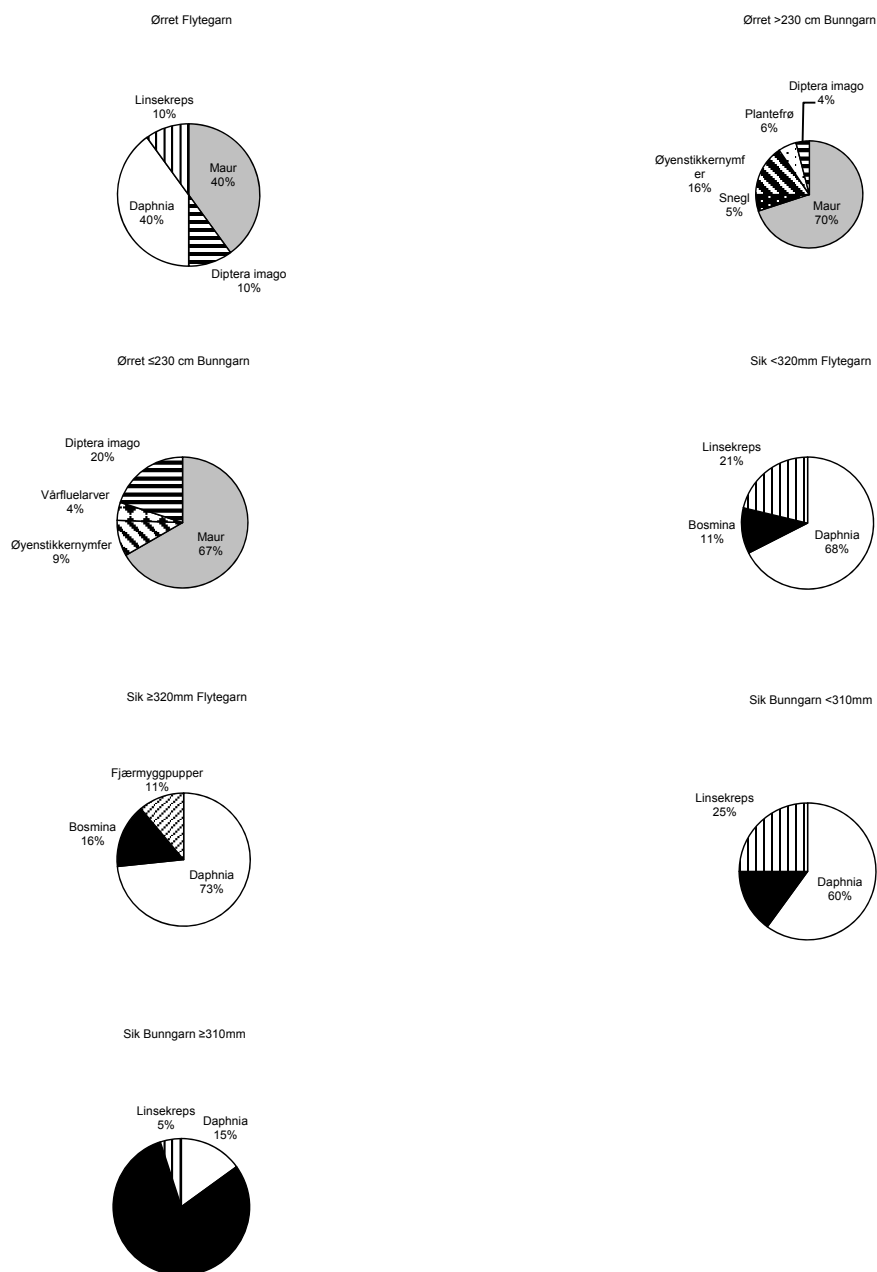 Ørret Flytegarn
Linsekreps
10%
Maur
40%
Daphnia
40%
Diptera imago
10%
Ørret >230 cm Bunngarn
Diptera imago
4%
Plantefrø
6%
Øyenstikkernymf
er
16%
Snegl
5%
Maur
70%
Ørret ≤230 cm Bunngarn
Diptera imago
20%
Vårfluelarver
4%
Øyenstikkernymfer
9%
Maur
67%
Sik <320mm Flytegarn
Linsekreps
21%
Bosmina
11%
Daphnia
68%
Sik ≥320mm Flytegarn
Fjærmyggpupper
11%
Bosmina
16%
Daphnia
73%
Sik Bunngarn <310mm
Linsekreps
25%
Daphnia
60%
Sik Bunngarn ≥310mm
Linsekreps
5%
Daphnia
15%